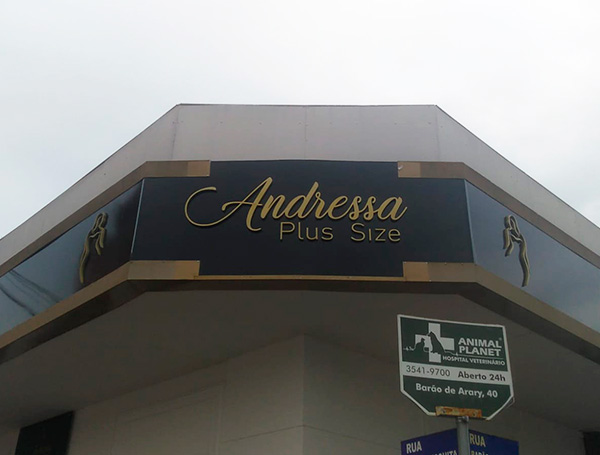 Andressa
Plus Size
ANIMAL
PLANET
HOSPITAL VETERINÁRIO
3541-9700 Aberto 24h
Barão de Arary, 40
RUA
RUA